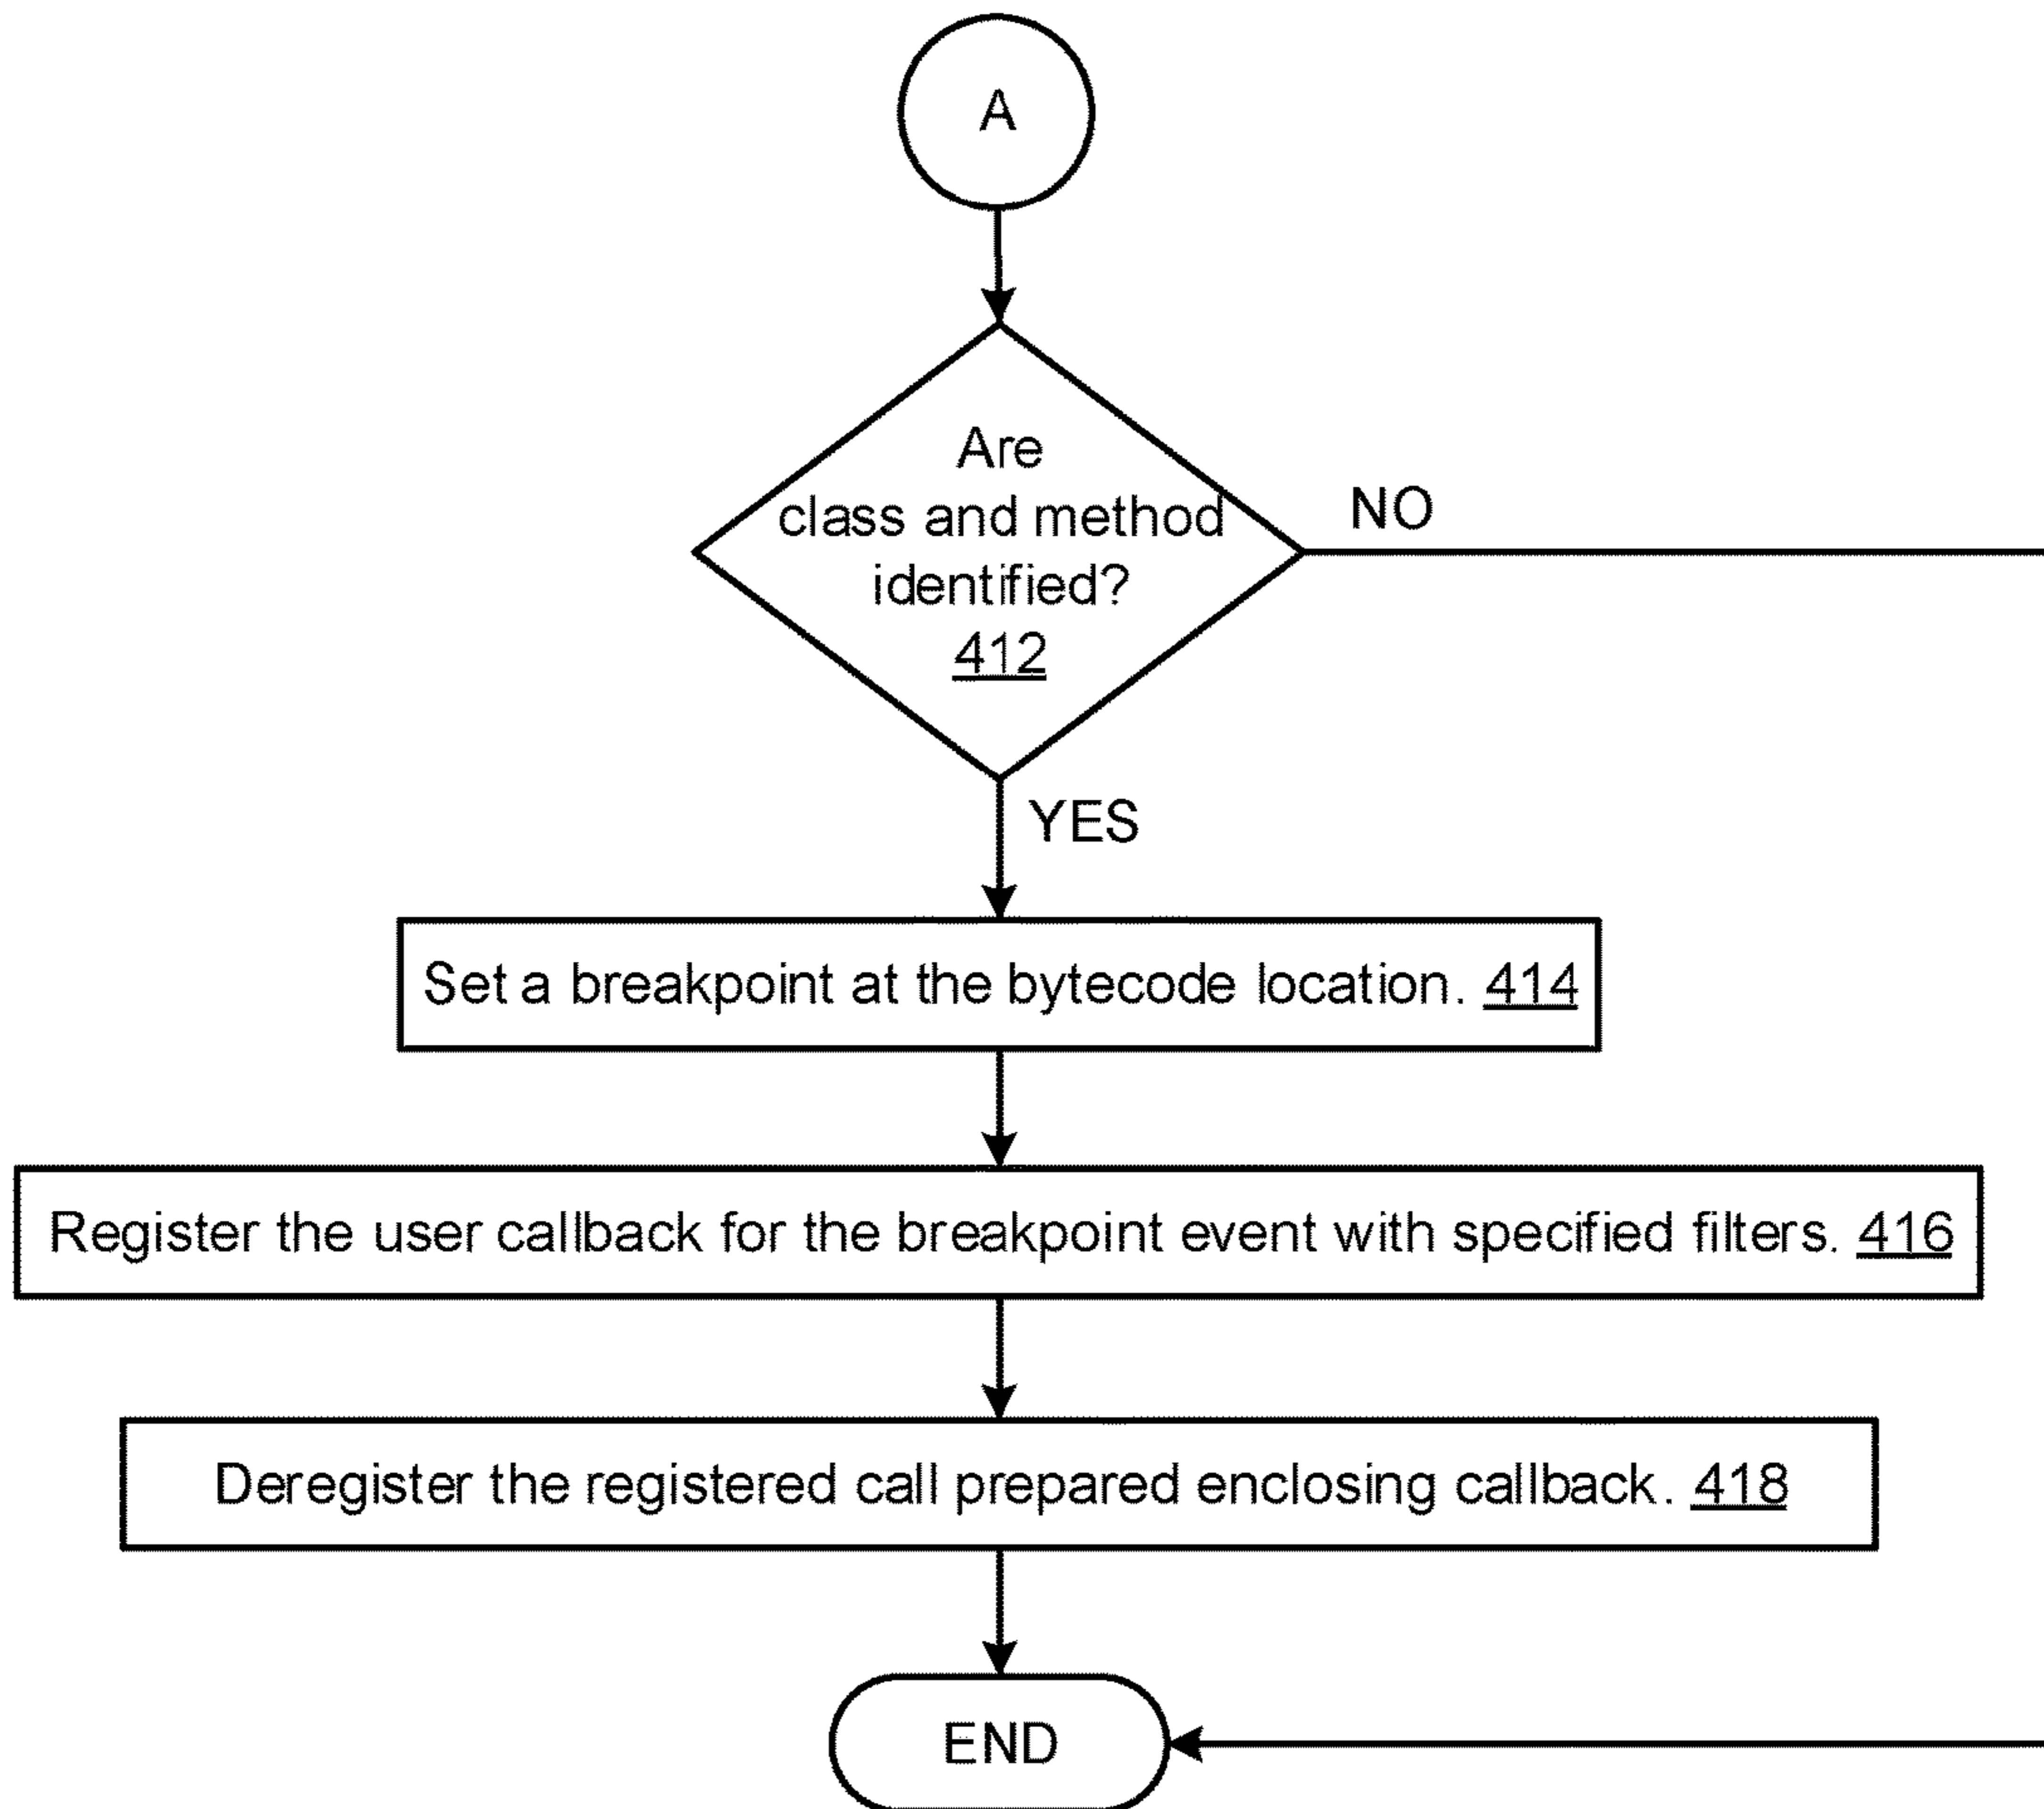 A
Are
class and method
identified?
412
NO
YES
Set a breakpoint at the bytecode location. 414
Register the user callback for the breakpoint event with specified filters. 416
Deregister the registered call prepared enclosing callback. 418
END